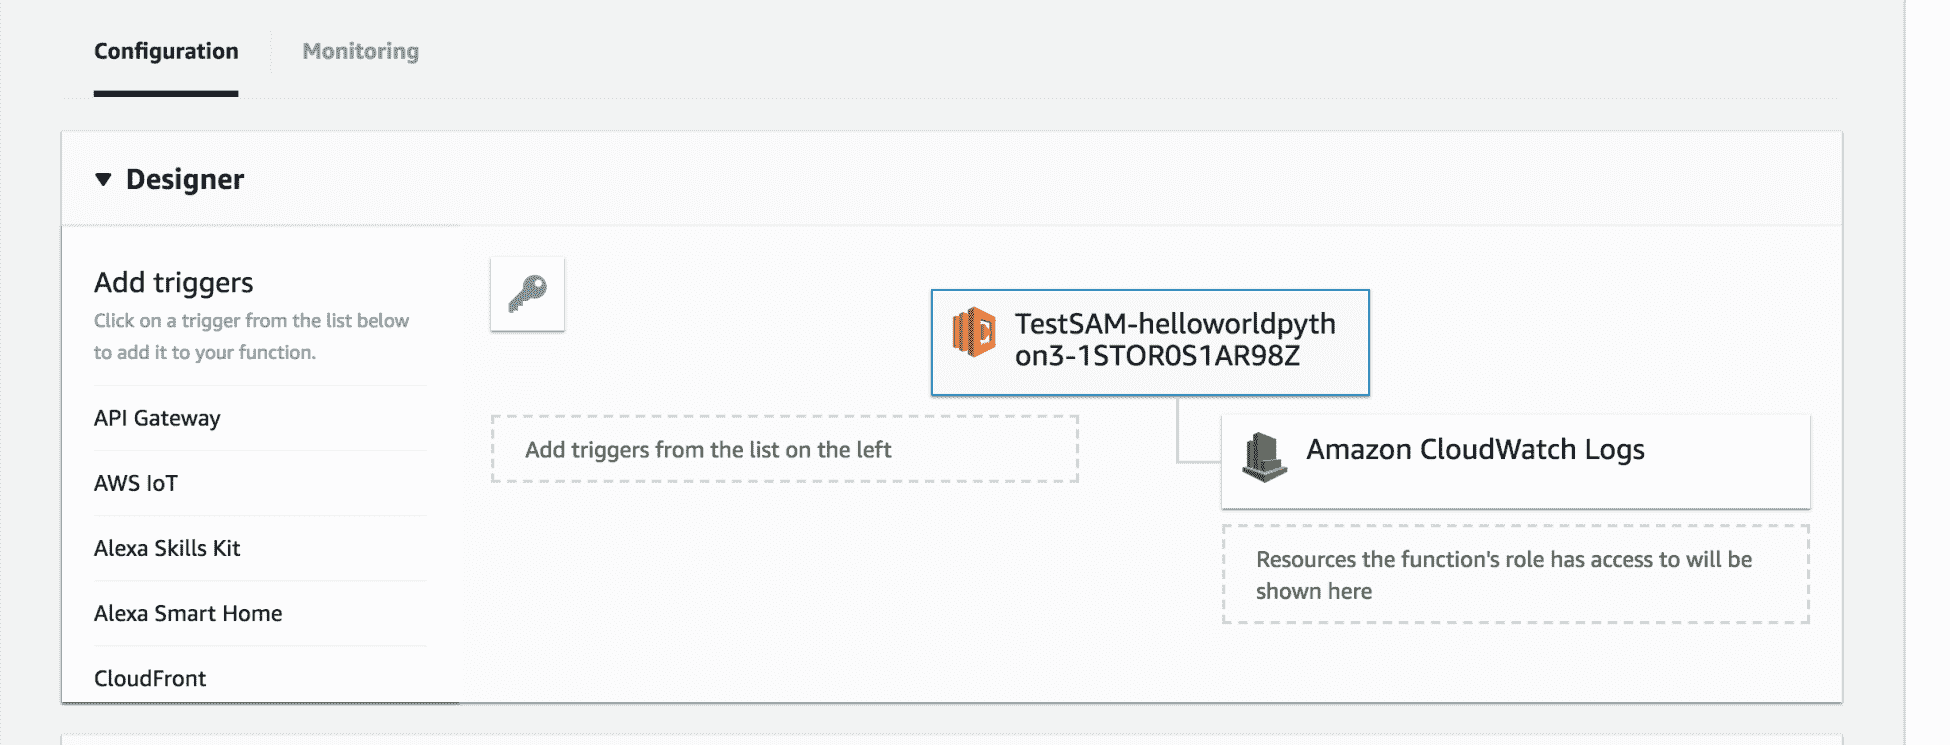 Configuration
Monitoring
Designer
Add triggers
Click on a trigger from the list below
to add it to your function.
API Gateway
AWS IoT
Alexa Skills Kit
Alexa Smart Home
CloudFront
Add triggers from the list on the left
TestSAM-helloworldpyth
on3-1STOR0S1AR98Z
Amazon CloudWatch Logs
Resources the function's role has access to will be
shown here